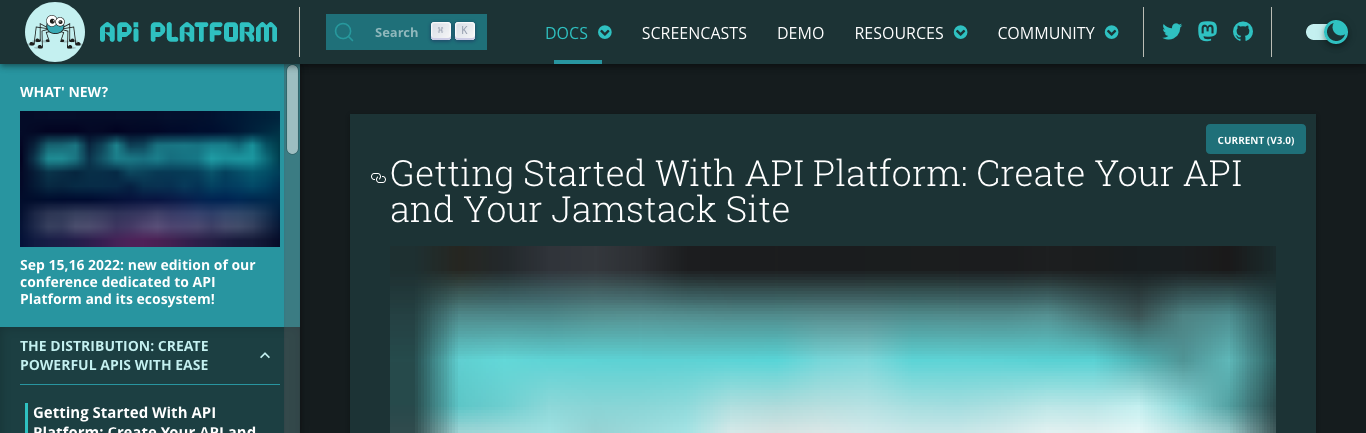 API PLATFORM
Search ⌘ K
DOCS
SCREENCASTS
DEMO
RESOURCES
COMMUNITY
WHAT' NEW?
Sep 15,16 2022: new edition of our
conference dedicated to API
Platform and its ecosystem!
THE DISTRIBUTION: CREATE
POWERFUL APIS WITH EASE
Getting Started With API
Platform: Create Your API and
CURRENT (V3.0)
Getting Started With API Platform: Create Your API
and Your Jamstack Site